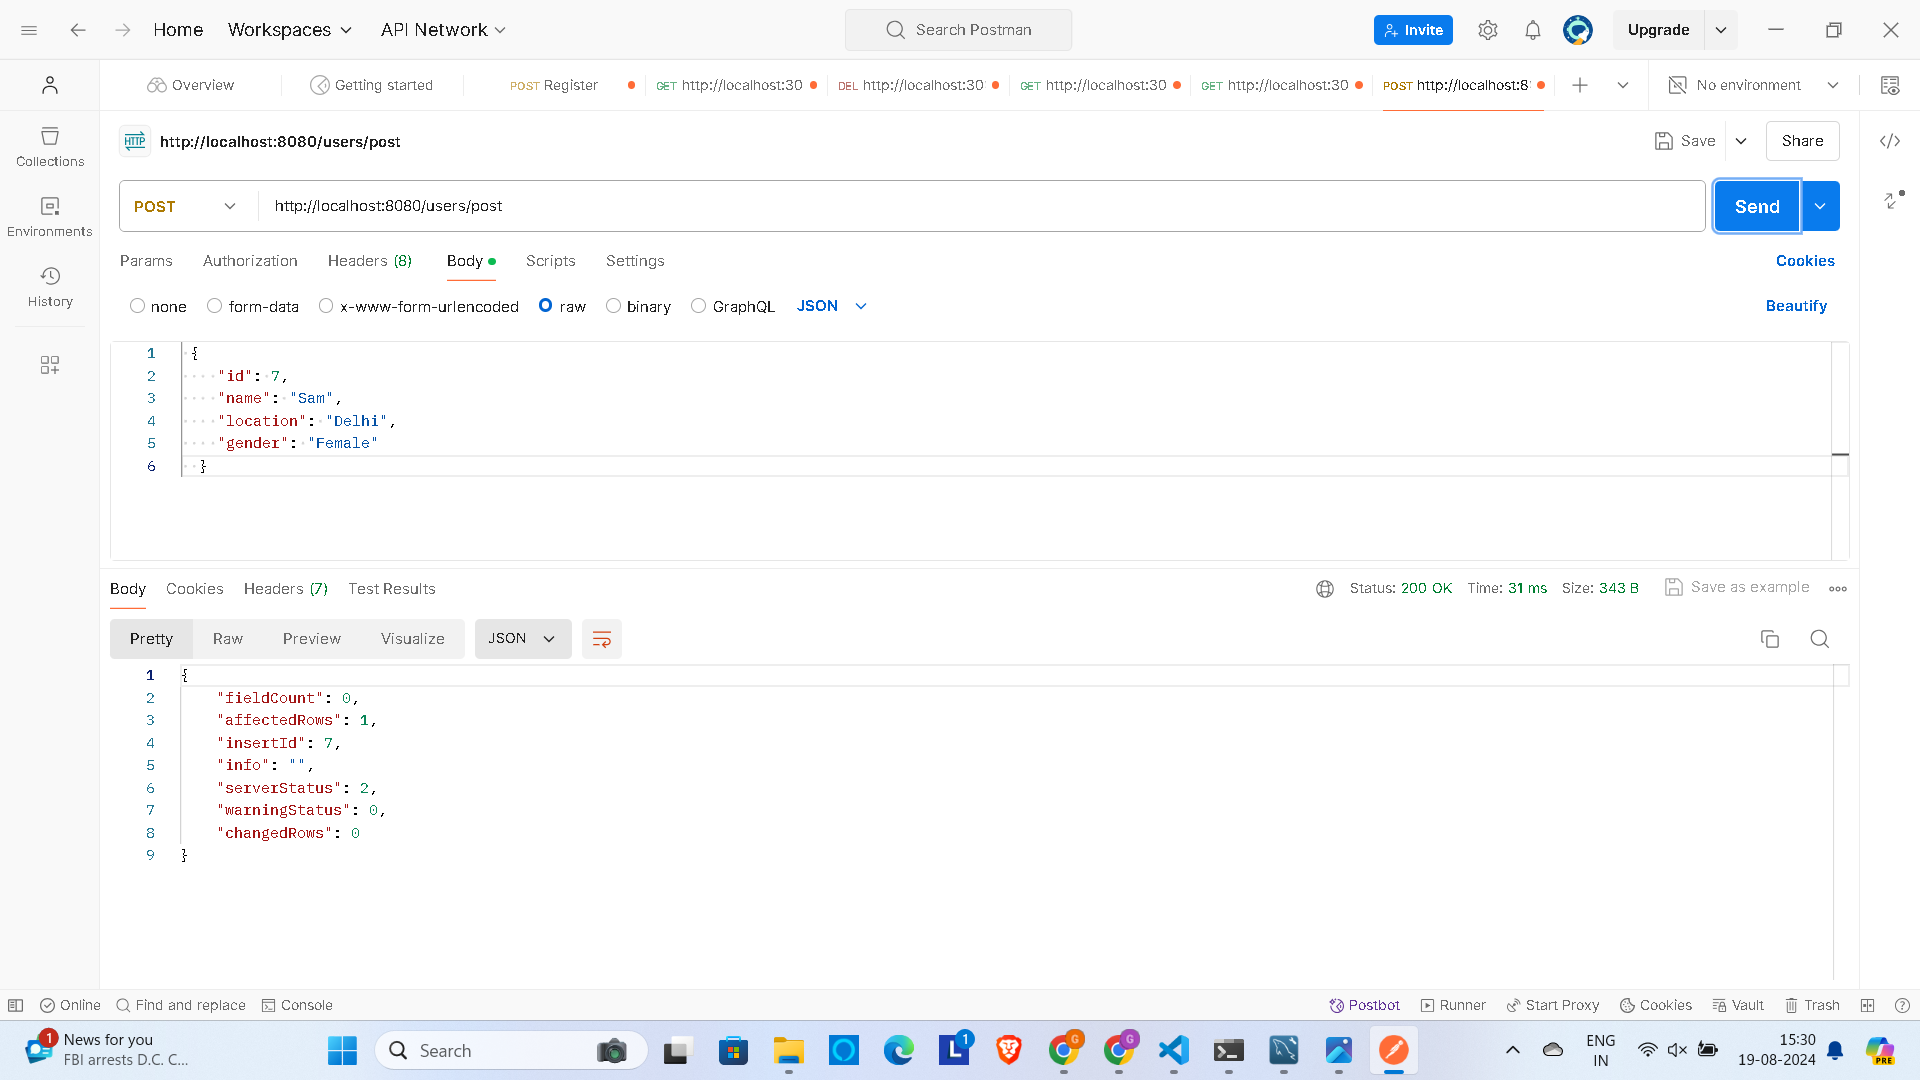 Home Workspaces API Network Search Postman Invite Upgrade
Overview Getting started POST Register GET http://localhost:30 DEL http://localhost:30 GET http://localhost:30 GET http://localhost:30 POST http://localhost:8 No environment
HTTP http://localhost:8080/users/post Save Share
Collections
POST http://localhost:8080/users/post Send
Environments
Params Authorization Headers (8) Body Scripts Settings Cookies
History
none form-data x-www-form-urlencoded raw binary GraphQL JSON Beautify
1 {
2 "id": 7,
3 "name": "Sam",
4 "location": "Delhi",
5 "gender": "Female"
6 }
Body Cookies Headers (7) Test Results Status: 200 OK Time: 31 ms Size: 343 B Save as example
Pretty Raw Preview Visualize JSON
1 {
2 "fieldCount": 0,
3 "affectedRows": 1,
4 "insertId": 7,
5 "info": "",
6 "serverStatus": 2,
7 "warningStatus": 0,
8 "changedRows": 0
9 }
Online Find and replace Console Postbot Runner Start Proxy Cookies Vault Trash
1 News for you
FBI arrests D.C. C...
Search
L 1
G
G
ENG
IN
15:30
19-08-2024
PRE